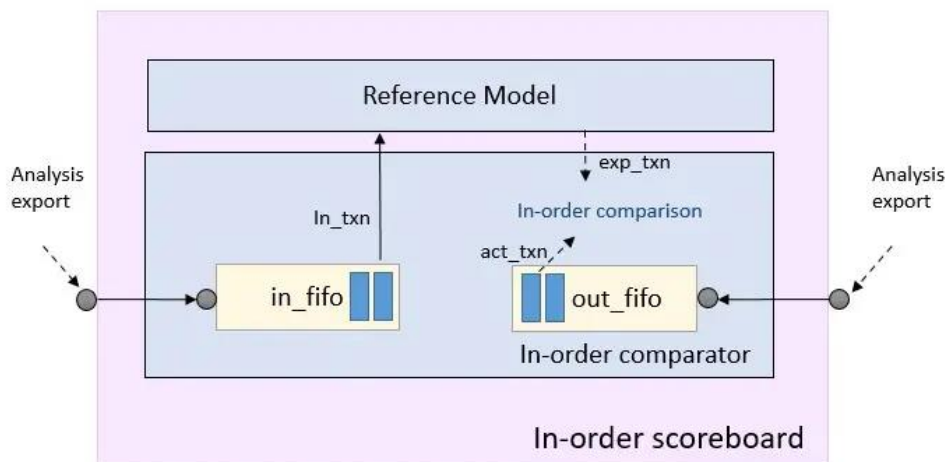 Reference Model
Analysis
export
exp_txn
Analysis
export
In_txn
In-order comparison
act_txn
in_fifo
out_fifo
In-order comparator
In-order scoreboard